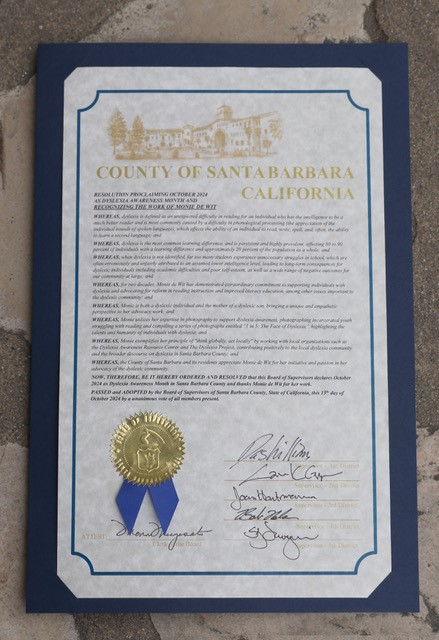 COUNTY OF SANTA BARBARA
CALIFORNIA
RESOLUTION PROCLAIMING OCTOBER 2024
AS DYSLEXIA AWARENESS MONTH AND
RECOGNIZING THE WORK OF MONIE DE WIT
WHEREAS, dyslexia is defined as an unexpected difficulty in reading for an individual who has the intelligence to be a
much better reader and is most commonly caused by a difficulty in phonological processing (the appreciation of the
individual sounds of spoken language), which affects the ability of an individual to read, write, spell, and, often, the ability
to learn a second language; and
WHEREAS, dyslexia is the most common learning difference, and is persistent and highly prevalent, affecting 80 to 90
percent of individuals with a learning difference and approximately 20 percent of the population as a whole; and
WHEREAS, when dyslexia is not identified, far too many students experience unnecessary struggles in school, which are
often erroneously and unfairly attributed to an assumed lower intelligence level, leading to long-term consequences for
dyslexic individuals including academic difficulties and poor self-esteem, as well as a wide range of negative outcomes for
our community at large; and
WHEREAS, for two decades, Monie de Wit has demonstrated extraordinary commitment to supporting individuals with
dyslexia and advocating for reform in reading instruction and improved literacy education, among other issues important to
the dyslexic community; and
WHEREAS, Monie is both a dyslexic individual and the mother of a dyslexic son, bringing a unique and empathetic
perspective to her advocacy work; and
WHEREAS, Monie utilizes her expertise in photography to support dyslexia awareness, photographing incarcerated youth
struggling with reading and compiling a series of photographs entitled "1 in 5: The Face of Dyslexia," highlighting the
talents and humanity of individuals with dyslexia; and
WHEREAS, Monie exemplifies her principle of "think globally, act locally" by working with local organizations such as
the Dyslexia Awareness Resource Center and The Dyslexia Project, contributing positively to the local dyslexia community
and the broader discourse on dyslexia in Santa Barbara County; and
WHEREAS, the County of Santa Barbara and its residents appreciate Monie de Wit for her initiative and passion in her
advocacy of the dyslexic community.
NOW, THEREFORE, BE IT HEREBY ORDERED AND RESOLVED that this Board of Supervisors declares October
2024 as Dyslexia Awareness Month in Santa Barbara County and thanks Monie de Wit for her work.
PASSED and ADOPTED by the Board of Supervisors of Santa Barbara County, State of California, this 15th day of
October 2024 by a unanimous vote of all members present.
ATTEST